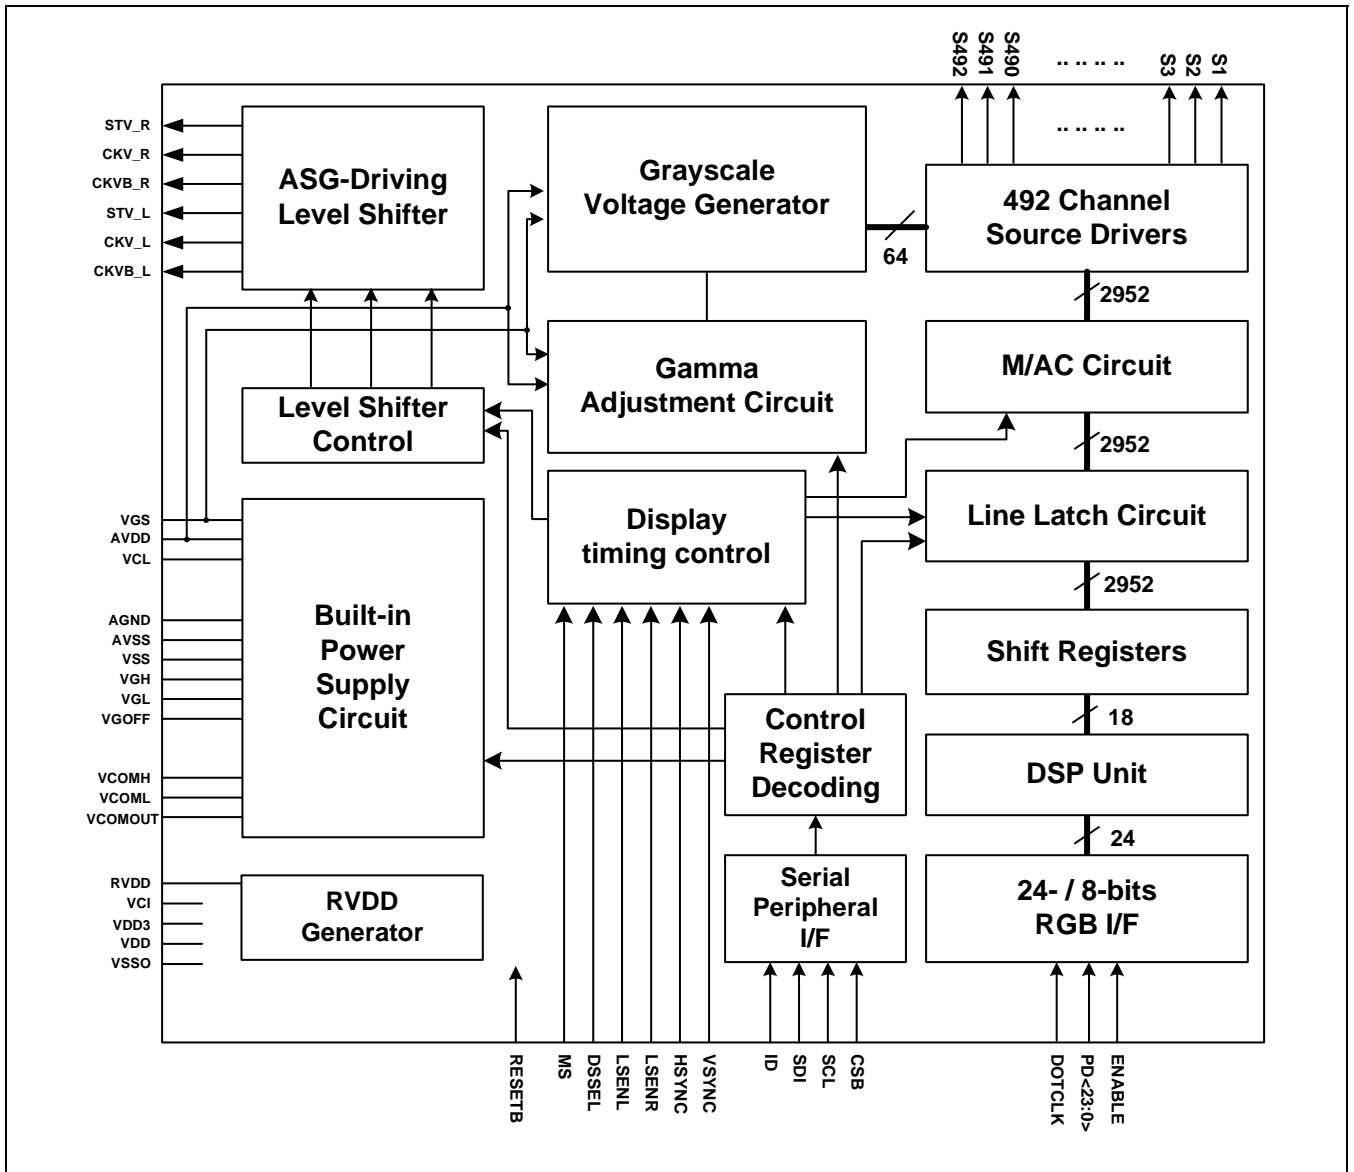 S492
S491
S490
.. .. .. ..
S3
S2
S1
.. .. .. ..
STV_R
CKV_R
CKVB_R
STV_L
CKV_L
CKVB_L
ASG-Driving
Level Shifter
Grayscale
Voltage Generator
64
492 Channel
Source Drivers
2952
Gamma
Adjustment Circuit
M/AC Circuit
2952
Level Shifter
Control
Display
timing control
Line Latch Circuit
2952
VGS
AVDD
VCL
AGND
AVSS
VSS
VGH
VGL
VGOFF
VCOMH
VCOML
VCOMOUT
Built-in
Power
Supply
Circuit
Shift Registers
18
Control
Register
Decoding
DSP Unit
24
RVDD
VCI
VDD3
VDD
VSSO
RVDD
Generator
Serial
Peripheral
I/F
24- / 8-bits
RGB I/F
RESETB
MS
DSSEL
LSENL
LSENR
HSYNC
VSYNC
ID
SDI
SCL
CSB
DOTCLK
PD<23:0>
ENABLE